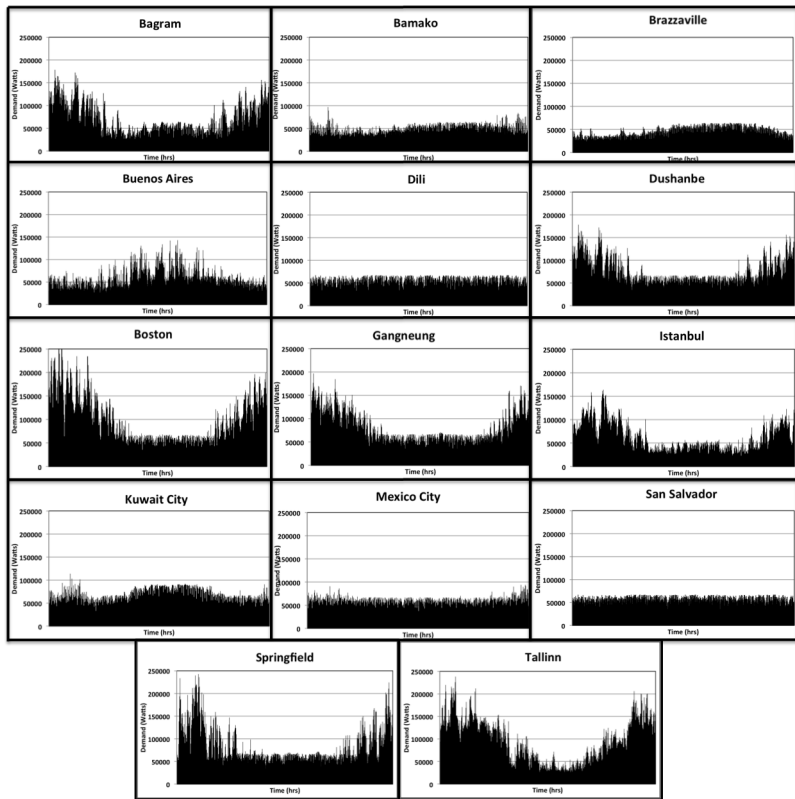 Bagram
Demand (Watts)
250000
200000
150000
100000
50000
0
Time (hrs)
Bamako
Demand (Watts)
250000
200000
150000
100000
50000
0
Time (hrs)
Brazzaville
Demand (Watts)
250000
200000
150000
100000
50000
0
Time (hrs)
Buenos Aires
Demand (Watts)
250000
200000
150000
100000
50000
0
Time (hrs)
Dili
Demand (Watts)
250000
200000
150000
100000
50000
0
Time (hrs)
Dushanbe
Demand (Watts)
250000
200000
150000
100000
50000
0
Time (hrs)
Boston
Demand (Watts)
250000
200000
150000
100000
50000
0
Time (hrs)
Gangneung
Demand (Watts)
250000
200000
150000
100000
50000
0
Time (hrs)
Istanbul
Demand (Watts)
250000
200000
150000
100000
50000
0
Time (hrs)
Kuwait City
Demand (Watts)
250000
200000
150000
100000
50000
0
Time (hrs)
Mexico City
Demand (Watts)
250000
200000
150000
100000
50000
0
Time (hrs)
San Salvador
Demand (Watts)
250000
200000
150000
100000
50000
0
Time (hrs)
Springfield
Demand (Watts)
250000
200000
150000
100000
50000
0
Time (hrs)
Tallinn
Demand (Watts)
250000
200000
150000
100000
50000
0
Time (hrs)